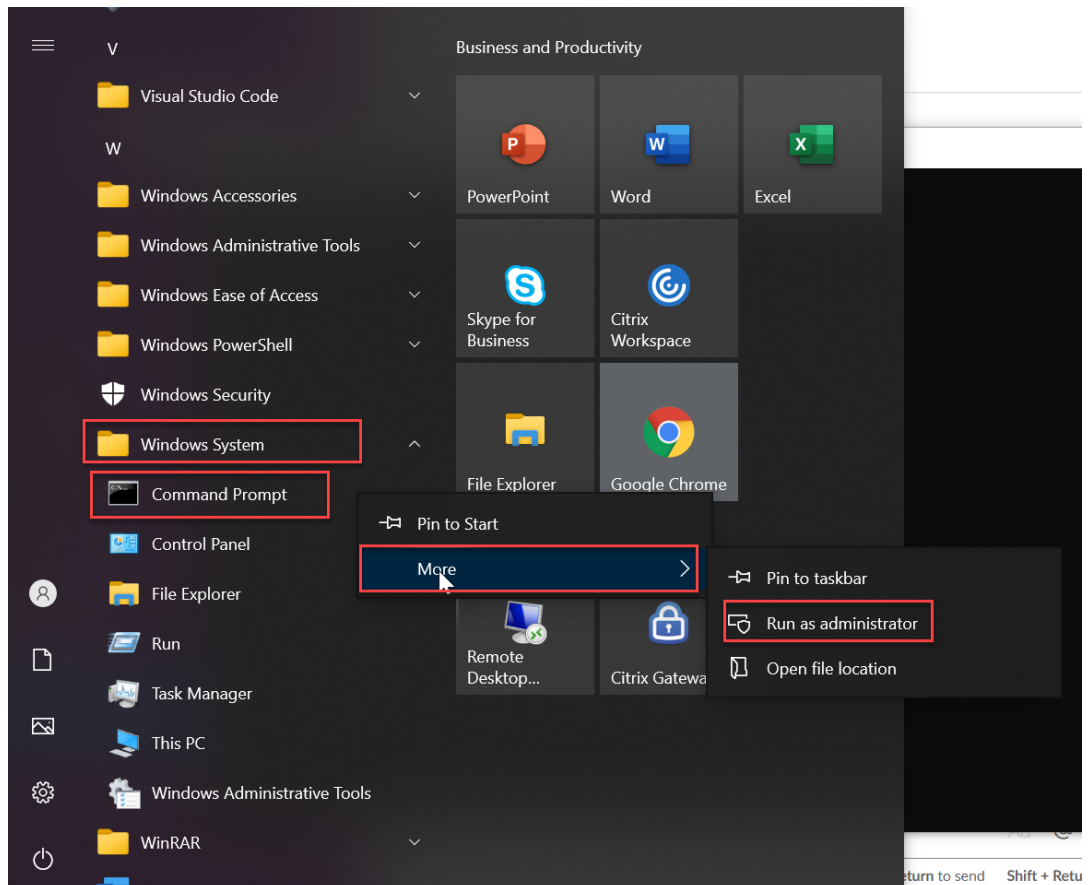 V
Visual Studio Code
W
Windows Accessories
Windows Administrative Tools
Windows Ease of Access
Windows PowerShell
Windows Security
Windows System
Command Prompt
Control Panel
File Explorer
Run
Task Manager
This PC
Windows Administrative Tools
WinRAR
Business and Productivity
P
PowerPoint
W
Word
X
Excel
S
Skype for
Business
Citrix
Workspace
File Explorer
Google Chrome
Remote
Desktop...
Citrix Gatewa
Pin to Start
More
Pin to taskbar
Run as administrator
Open file location
eturn to send Shift + Retu